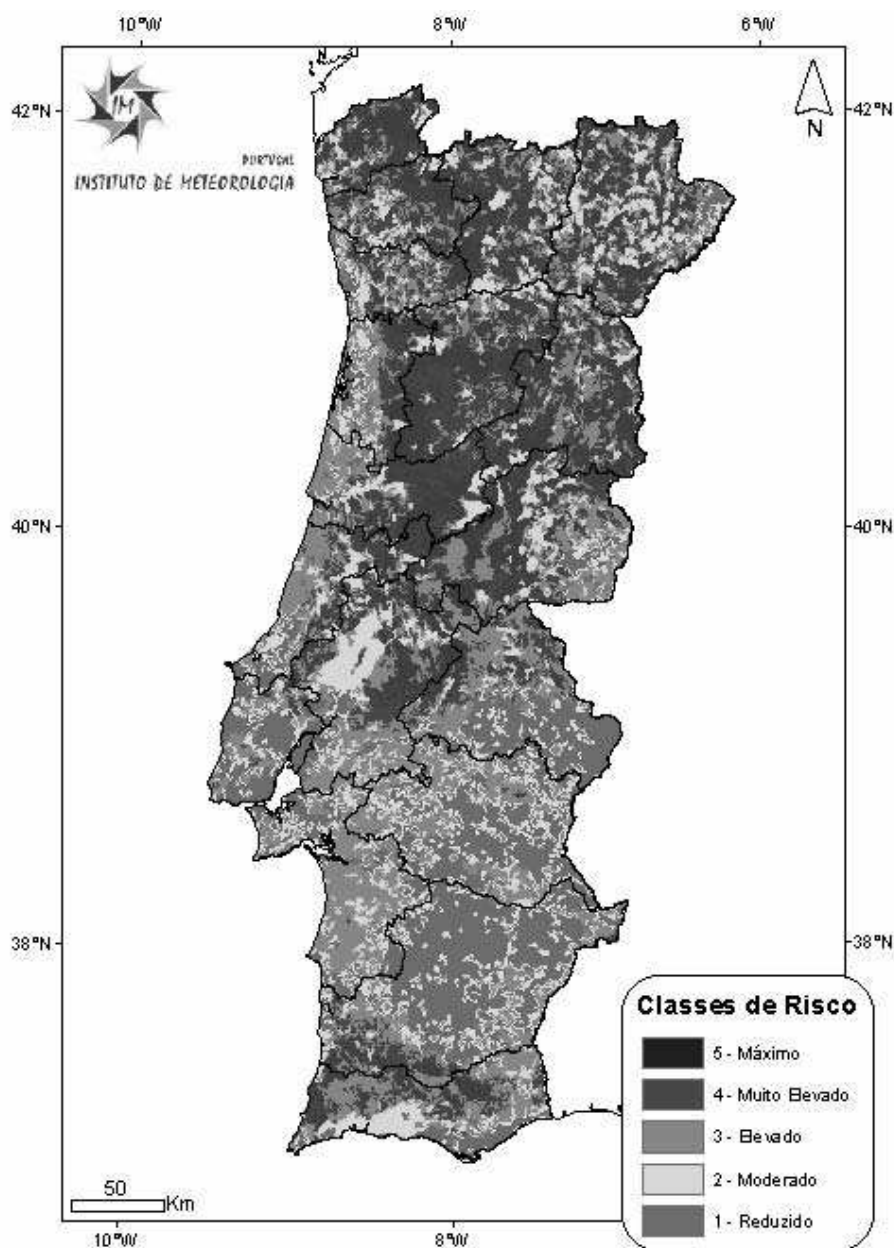 10°W 8°W 6°W
42°N 42°N
IM
PORTUGAL
INSTITUTO DE METEOROLOGIA
N
40°N 40°N
38°N 38°N
Classes de Risco
5 - Máximo
4 - Muito Elevado
3 - Elevado
2 - Moderado
1 - Reduzido
50
Km
10°W 8°W